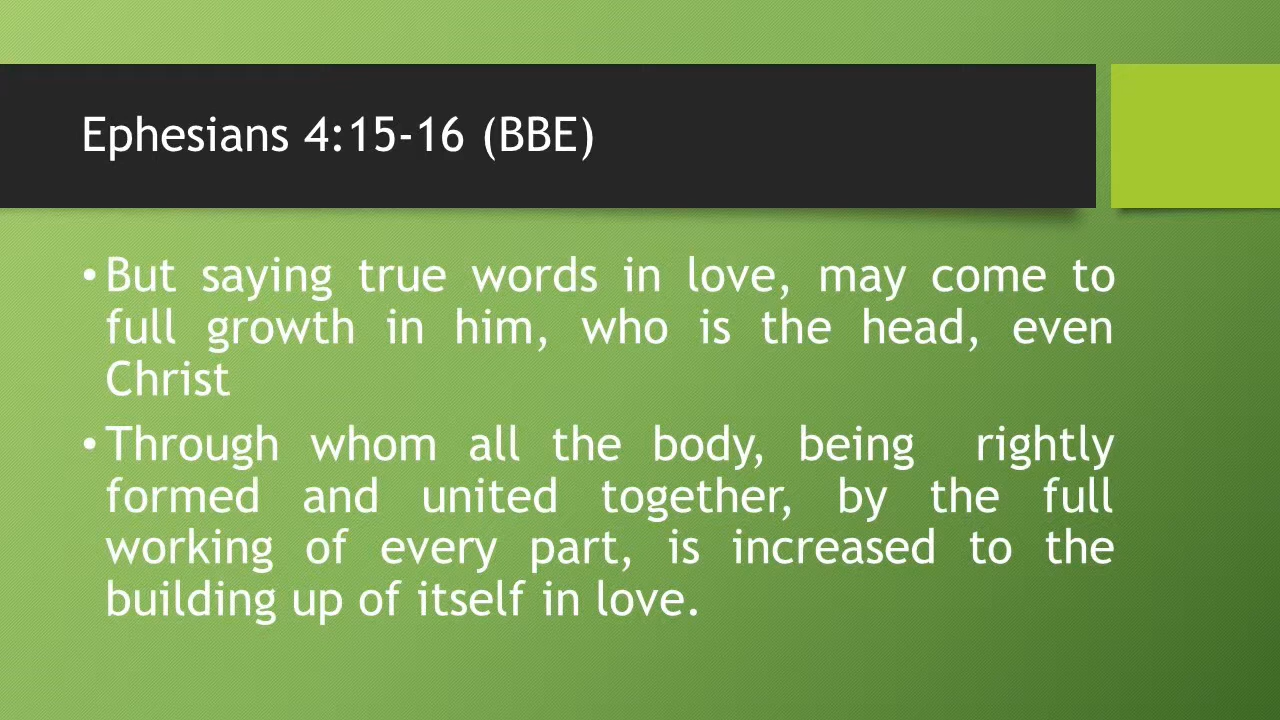 Ephesians 4:15-16 (BBE)
•But saying true words in love, may come to
full growth in him, who is the head, even
Christ
•Through whom all the body, being rightly
formed and united together, by the full
working of every part, is increased to the
building up of itself in love.